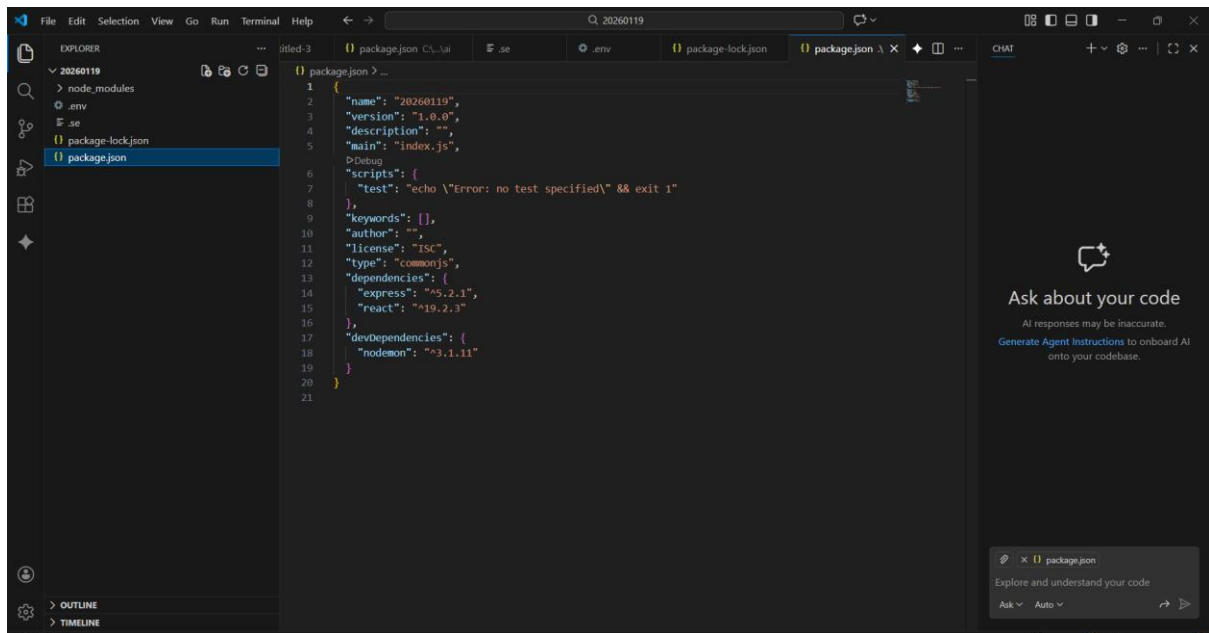 File Edit Selection View Go Run Terminal Help
20260119
EXPLORER
20260119
node_modules
.env
.se
package-lock.json
package.json
OUTLINE
TIMELINE
titled-3
package.json C:\...\ai
.se
.env
package-lock.json
package.json .\
package.json > ...
1 {
2 "name": "20260119",
3 "version": "1.0.0",
4 "description": "",
5 "main": "index.js",
Debug
6 "scripts": {
7 "test": "echo \"Error: no test specified\" && exit 1"
8 },
9 "keywords": [],
10 "author": "",
11 "license": "ISC",
12 "type": "commonjs",
13 "dependencies": {
14 "express": "^5.2.1",
15 "react": "^19.2.3"
16 },
17 "devDependencies": {
18 "nodemon": "^3.1.11"
19 }
20 }
21
CHAT
Ask about your code
AI responses may be inaccurate.
Generate Agent Instructions to onboard AI
onto your codebase.
package.json
Explore and understand your code
Ask Auto